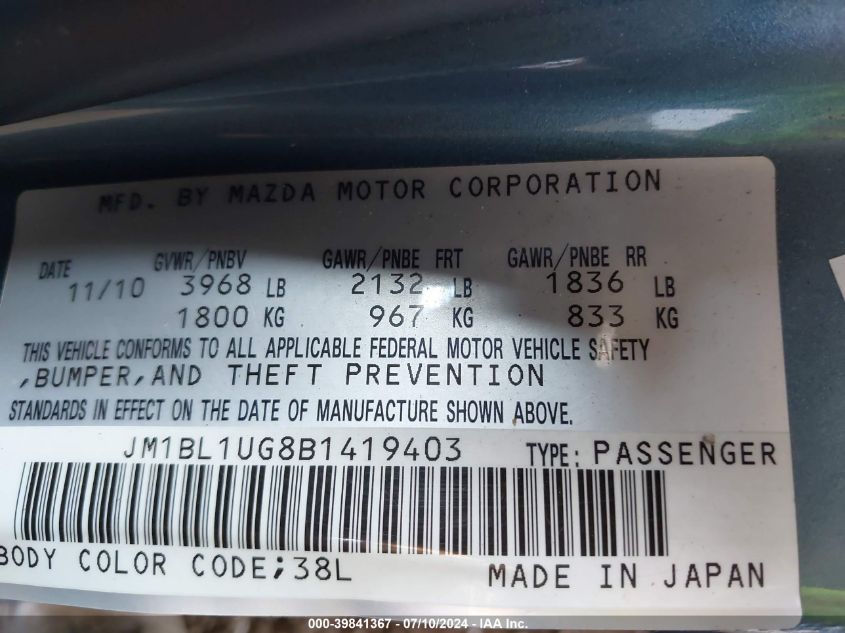 MFD. BY MAZDA MOTOR CORPORATION
DATE GVWR/PNBV GAWR/PNBE FRT GAWR/PNBE RR
11/10 3968 LB 2132 LB 1836 LB
1800 KG 967 KG 833 KG
THIS VEHICLE CONFORMS TO ALL APPLICABLE FEDERAL MOTOR VEHICLE SAFETY
,BUMPER,AND THEFT PREVENTION
STANDARDS IN EFFECT ON THE DATE OF MANUFACTURE SHOWN ABOVE.
JM1BL1UG8B1419403 TYPE: PASSENGER
BODY COLOR CODE;38L MADE IN JAPAN
000-39841367 - 07/10/2024 - IAA Inc.